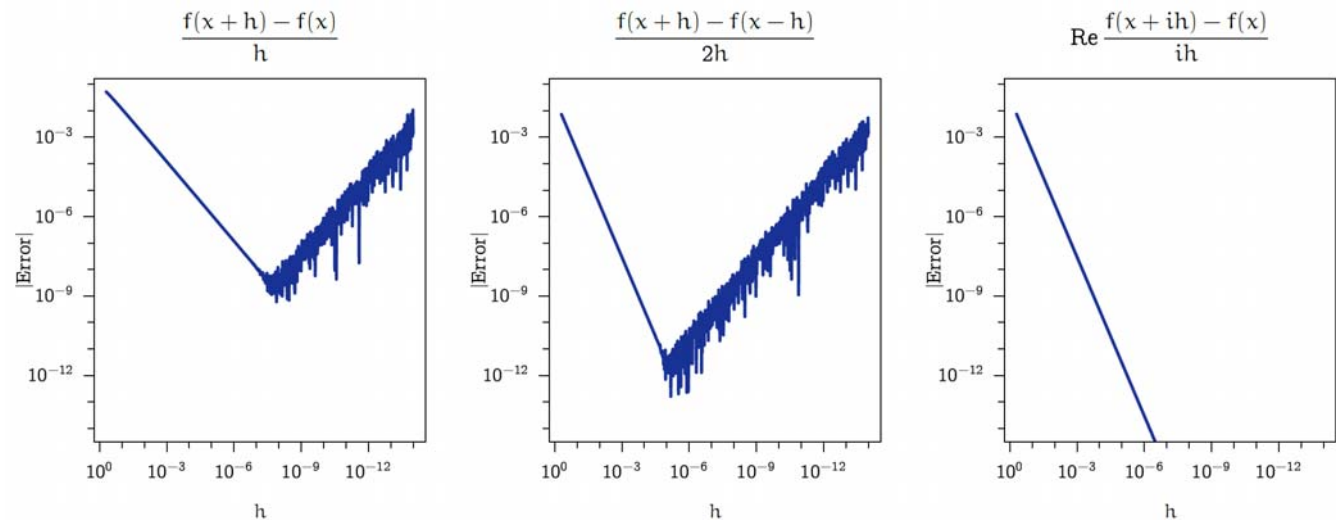 f(x + h) − f(x)
h
|Error|
10⁻³
10⁻⁶
10⁻⁹
10⁻¹²
10⁰ 10⁻³ 10⁻⁶ 10⁻⁹ 10⁻¹²
h
f(x + h) − f(x − h)
2h
|Error|
10⁻³
10⁻⁶
10⁻⁹
10⁻¹²
10⁰ 10⁻³ 10⁻⁶ 10⁻⁹ 10⁻¹²
h
Re f(x + ih) − f(x)
ih
|Error|
10⁻³
10⁻⁶
10⁻⁹
10⁻¹²
10⁰ 10⁻³ 10⁻⁶ 10⁻⁹ 10⁻¹²
h